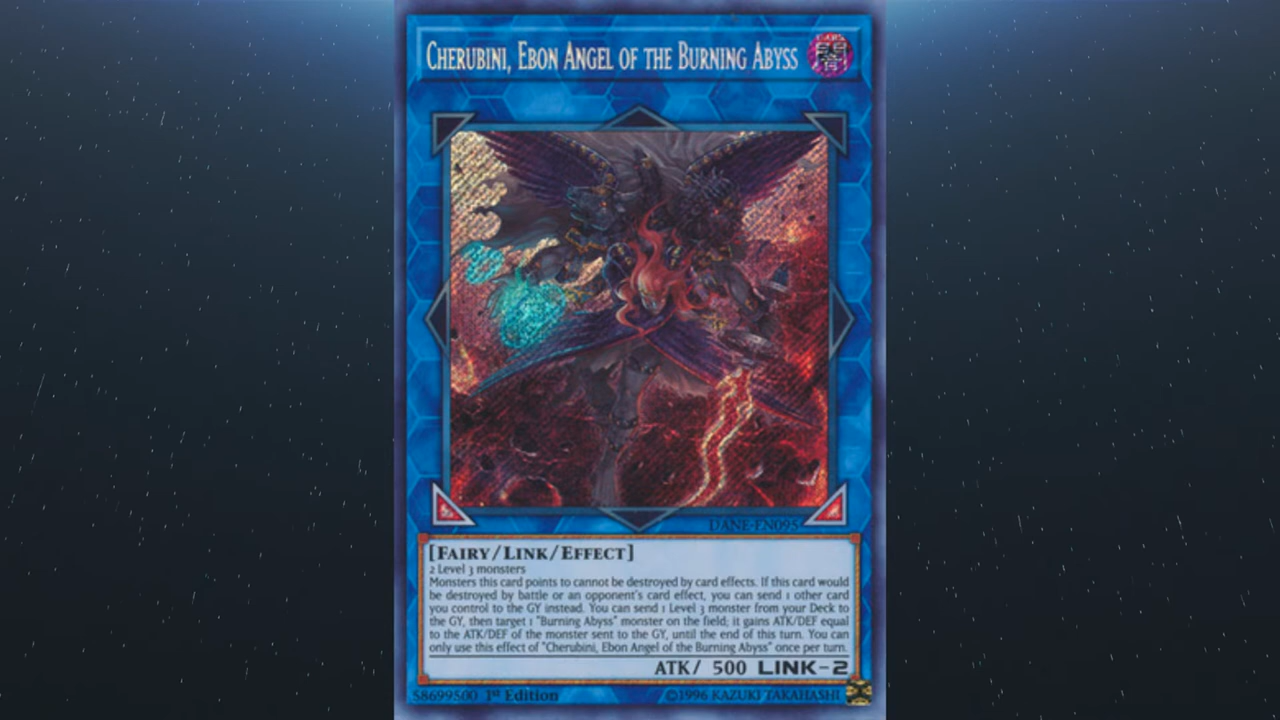 CHERUBINI, EBON ANGEL OF THE BURNING ABYSS
DANE-EN095
[FAIRY/LINK/EFFECT]
2 Level 3 monsters
Monsters this card points to cannot be destroyed by card effects. If this card would
be destroyed by battle or an opponent's card effect, you can send 1 other card
you control to the GY instead. You can send 1 Level 3 monster from your Deck to
the GY, then target 1 "Burning Abyss" monster on the field; it gains ATK/DEF equal
to the ATK/DEF of the monster sent to the GY, until the end of this turn. You can
only use this effect of "Cherubini, Ebon Angel of the Burning Abyss" once per turn.
ATK/ 500 LINK-2
58699500 1st Edition ©1996 KAZUKI TAKAHASHI